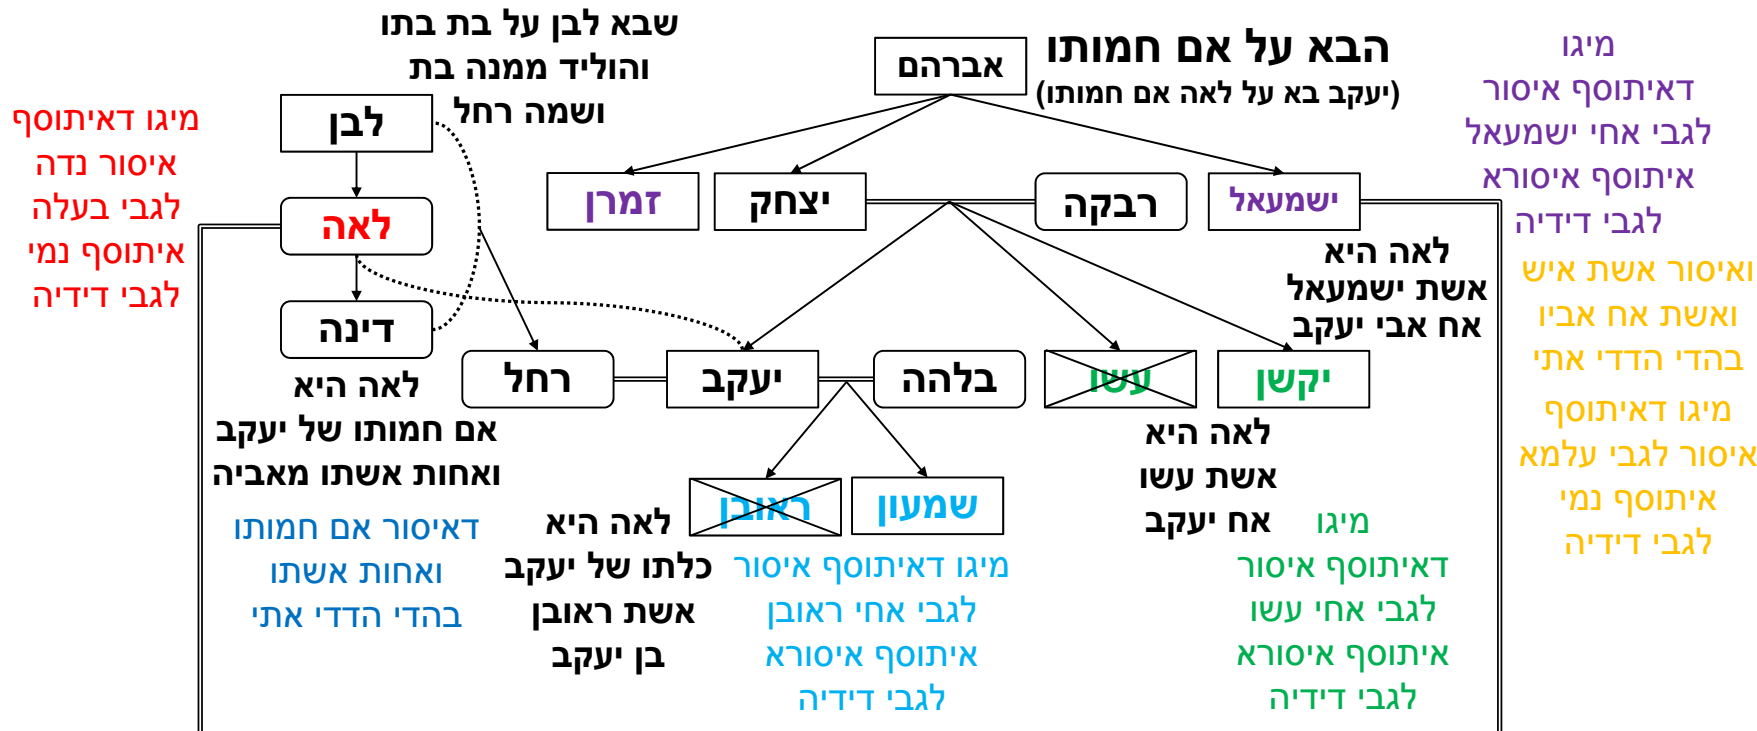 הבא על אם חמותו
(יעקב בא על לאה אם חמותו)
שבא לבן על בת בתו
והוליד ממנה בת
ושמה רחל
אברהם
לבן
מיגו
דאיתוסף איסור
לגבי אחי ישמעאל
איתוסף איסורא
לגבי דידיה
מיגו דאיתוסף
איסור נדה
לגבי בעלה
איתוסף נמי
לגבי דידיה
ישמעאל
רבקה
יצחק
זמרן
לאה
לאה היא
אשת ישמעאל
אח אבי יעקב
ואיסור אשת איש
ואשת אח אביו
בהדי הדדי אתי
מיגו דאיתוסף
איסור לגבי עלמא
איתוסף נמי
לגבי דידיה
דינה
יקשן
עשו
בלהה
יעקב
רחל
לאה היא
אם חמותו של יעקב
ואחות אשתו מאביה
דאיסור אם חמותו
ואחות אשתו
בהדי הדדי אתי
לאה היא
אשת עשו
אח יעקב
שמעון
ראובן
לאה היא
כלתו של יעקב
אשת ראובן
בן יעקב
מיגו דאיתוסף איסור
לגבי אחי ראובן
איתוסף איסורא
לגבי דידיה
מיגו
דאיתוסף איסור
לגבי אחי עשו
איתוסף איסורא
לגבי דידיה